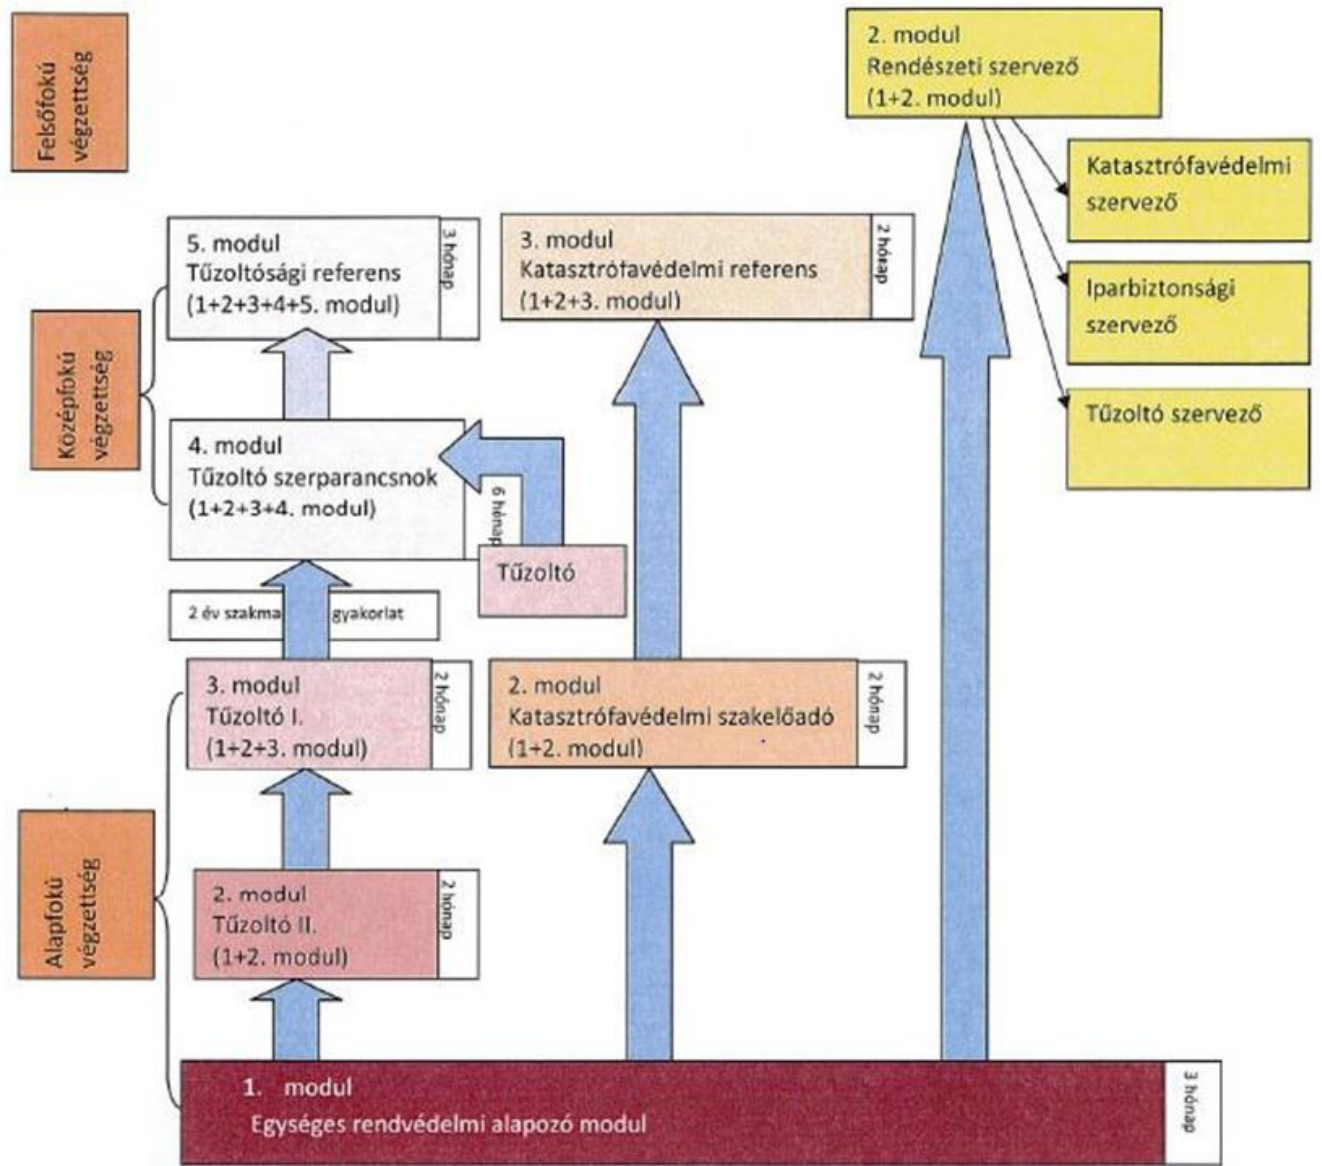 Felsőfokú
végzettség
2. modul
Rendészeti szervező
(1+2. modul)
Katasztrófavédelmi
szervező
Iparbiztonsági
szervező
Tűzoltó szervező
5. modul
Tűzoltósági referens
(1+2+3+4+5. modul)
3 hónap
3. modul
Katasztrófavédelmi referens
(1+2+3. modul)
2 hónap
Középfokú
végzettség
4. modul
Tűzoltó szerparancsnok
(1+2+3+4. modul)
6 hónap
Tűzoltó
2 év szakma gyakorlat
3. modul
Tűzoltó I.
(1+2+3. modul)
2 hónap
2. modul
Katasztrófavédelmi szakelőadó
(1+2. modul)
2 hónap
Alapfokú
végzettség
2. modul
Tűzoltó II.
(1+2. modul)
2 hónap
1. modul
Egységes rendvédelmi alapozó modul
3 hónap